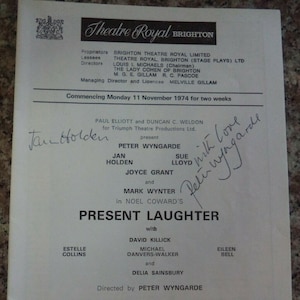 Theatre Royal BRIGHTON
Proprietors BRIGHTON THEATRE ROYAL LIMITED
Lessees THEATRE ROYAL, BRIGHTON (STAGE PLAYS) LTD
Directors LOUIS I. MICHAELS (Chairman)
THE LADY COHEN OF BRIGHTON
M. D. S. GILLAM, R. C. PASCOE
Managing Director and Licensee MELVILLE GILLAM
Commencing Monday 11 November 1974 for two weeks
PAUL ELLIOTT and DUNCAN C. WELDON
for Triumph Theatre Productions Ltd.
present
Jan Holden
PETER WYNGARDE
JAN HOLDEN
SUE LLOYD
with love
Peter Wyngarde
JOYCE GRANT
and
MARK WYNTER
in NOEL COWARD'S
PRESENT LAUGHTER
with
DAVID KILLICK
ESTELLE COLLINS
MICHAEL DANVERS-WALKER
EILEEN BELL
and
DELIA SAINSBURY
Directed by PETER WYNGARDE